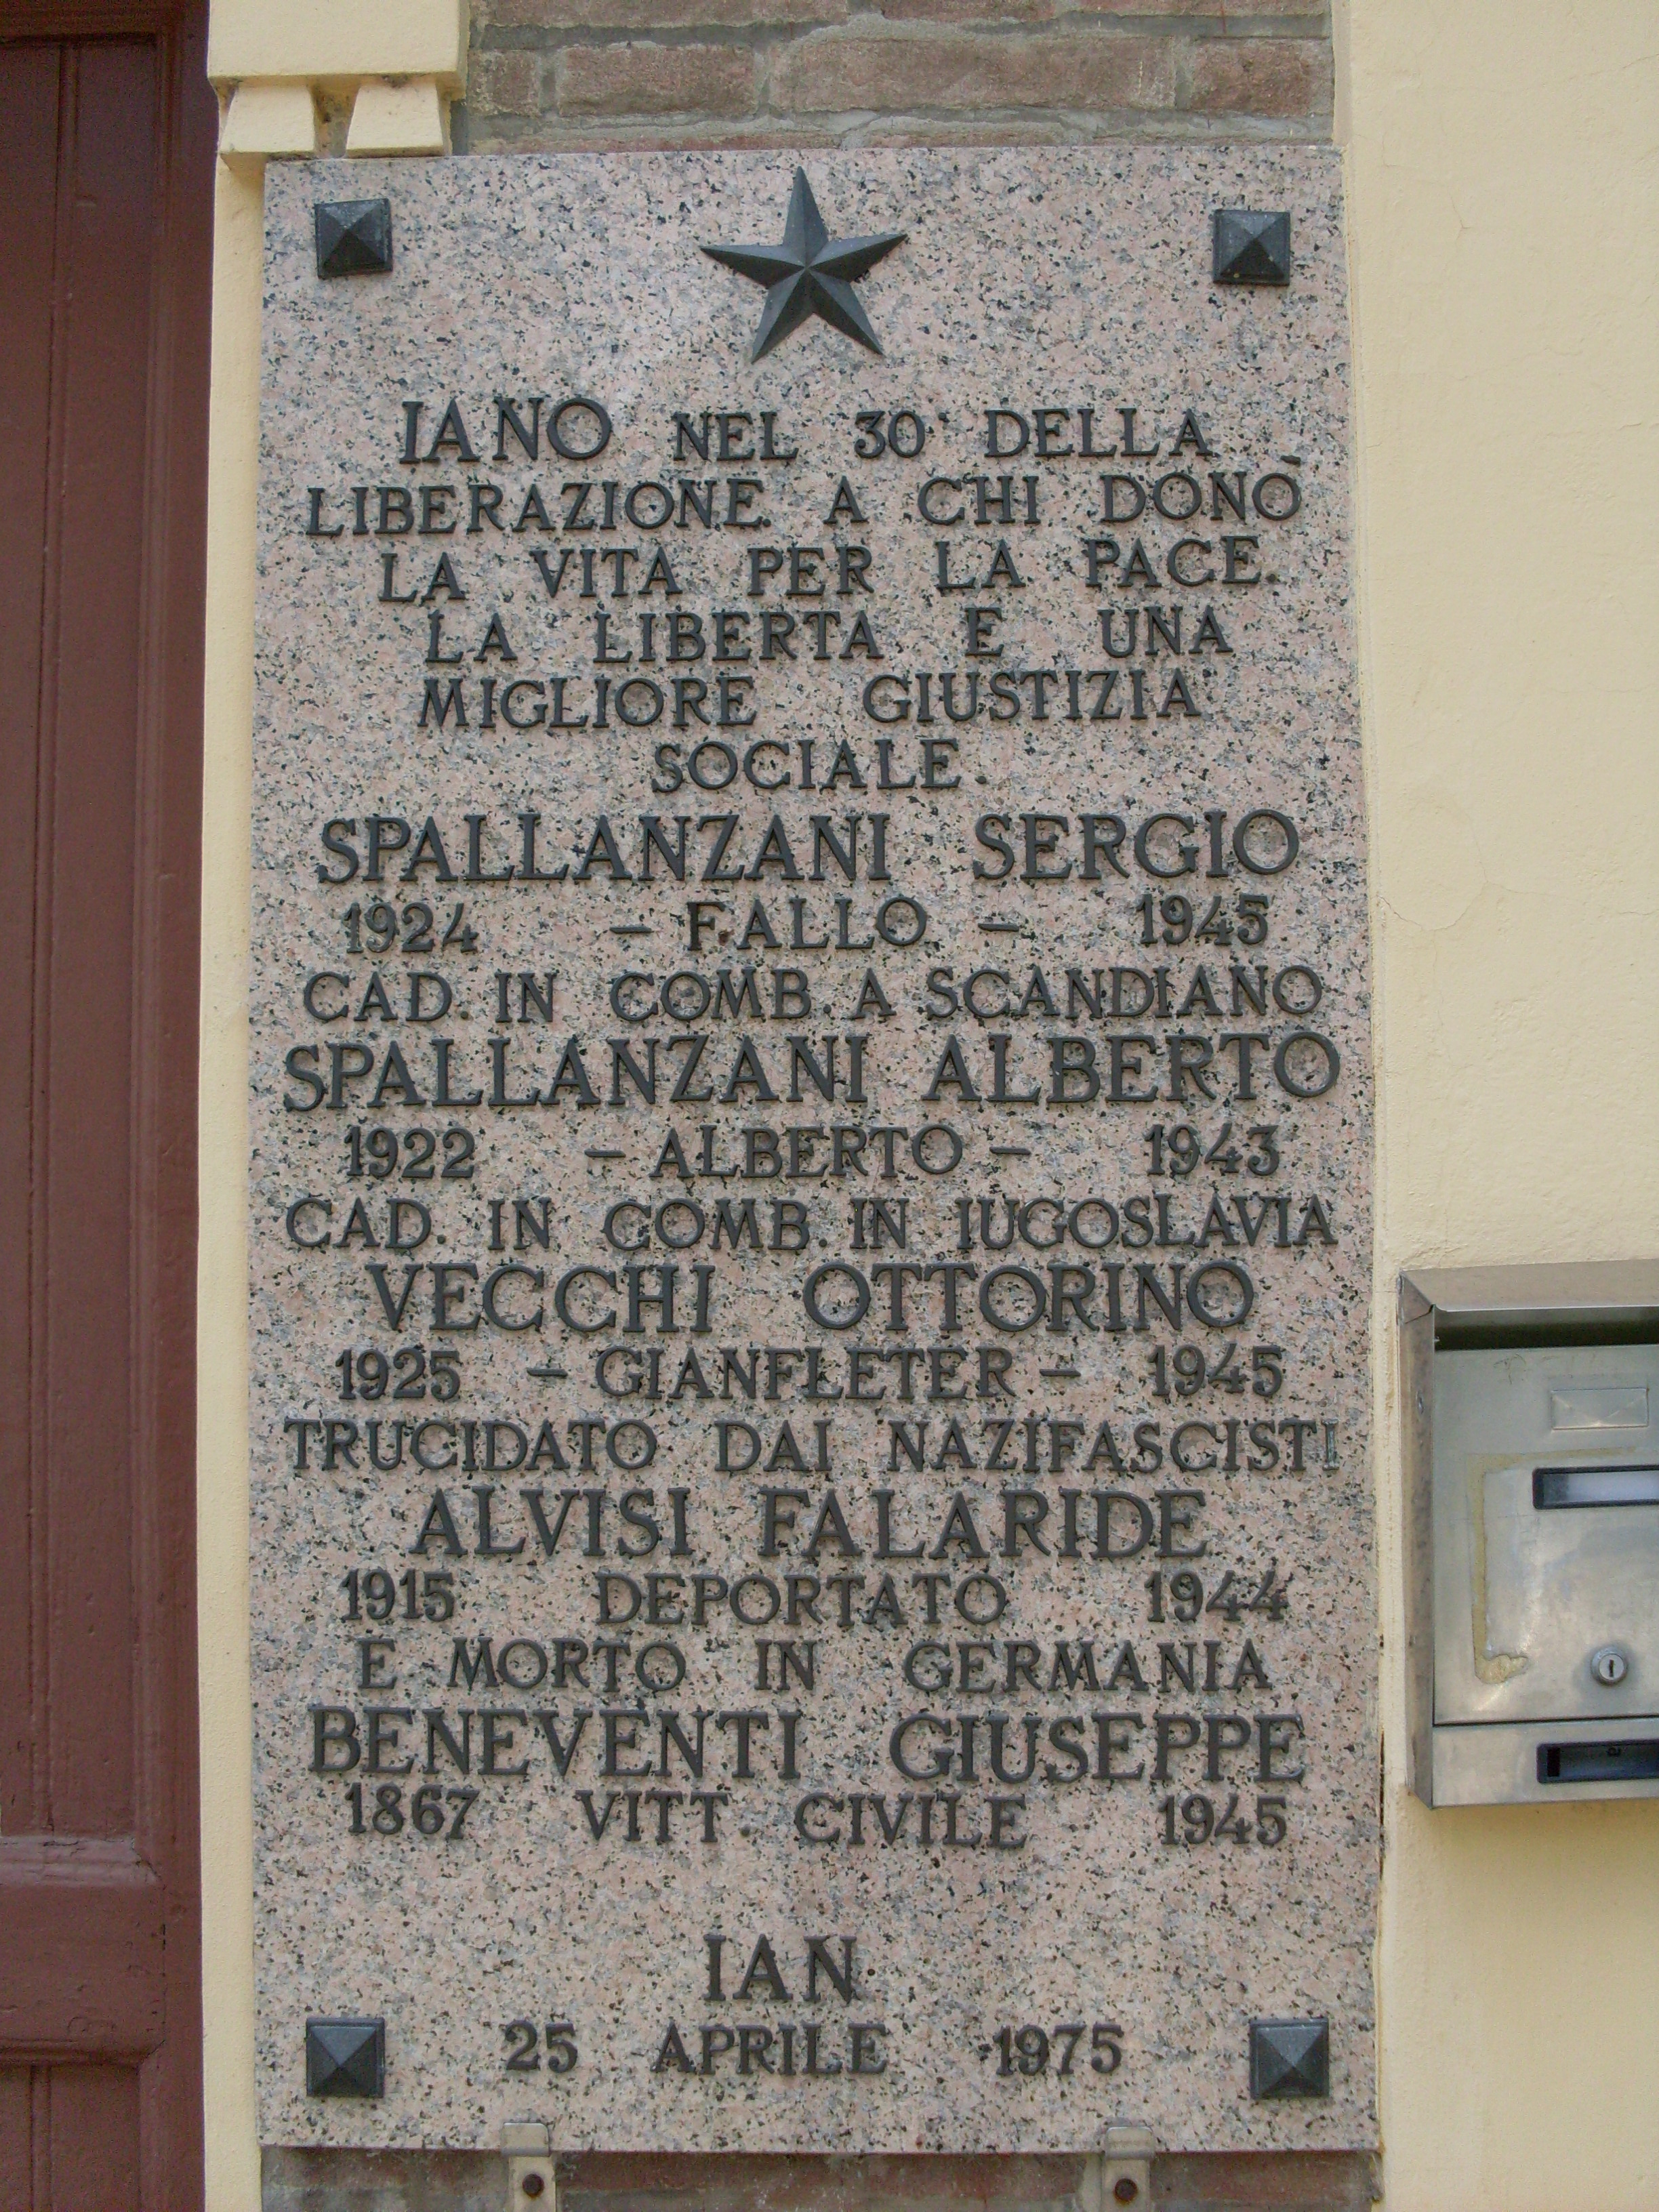 IANO NEL 30° DELLA
LIBERAZIONE. A CHI DONÒ
LA VITA PER LA PACE.
LA LIBERTA E UNA
MIGLIORE GIUSTIZIA
SOCIALE.
SPALLANZANI SERGIO
1924 - FALLO - 1945
CAD. IN COMB. A SCANDIANO
SPALLANZANI ALBERTO
1922 - ALBERTO - 1943
CAD. IN COMB. IN IUGOSLAVIA
VECCHI OTTORINO
1925 - GIANFLETER - 1945
TRUCIDATO DAI NAZIFASCISTI
ALVISI FALARIDE
1915 DEPORTATO 1944
E MORTO IN GERMANIA
BENEVENTI GIUSEPPE
1867 VITT. CIVILE 1945
IAN
25 APRILE 1975